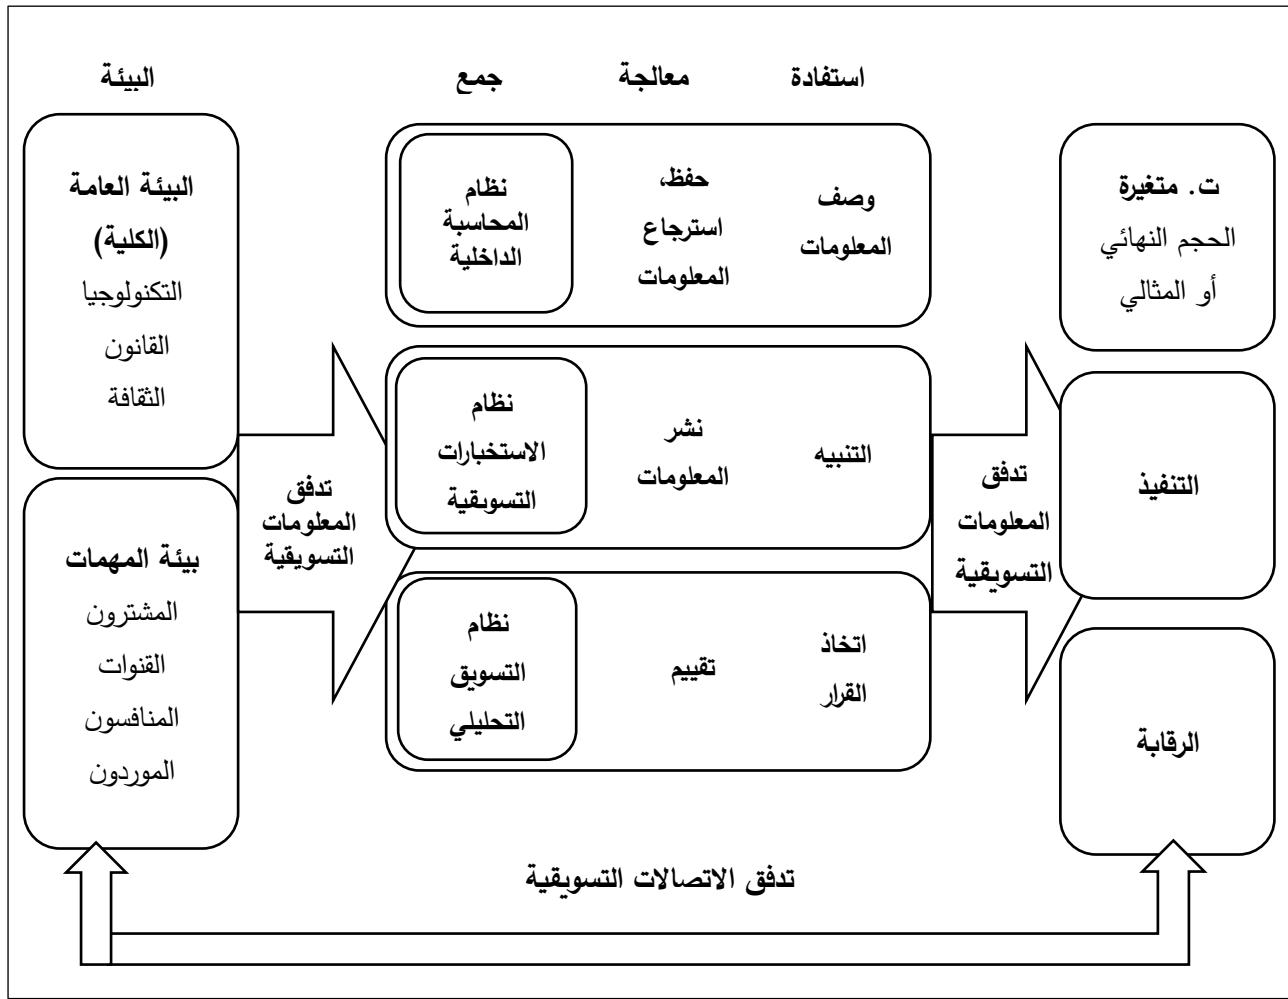 البيئة
جمع
معالجة
استفادة
البيئة العامة
(الكلية)
التكنولوجيا
القانون
الثقافة
بيئة المهمات
المشترون
القنوات
المنافسون
الموردون
تدفق
المعلومات
التسويقية
نظام
المحاسبة
الداخلية
حفظ،
استرجاع
المعلومات
وصف
المعلومات
نظام
الاستخبارات
التسويقية
نشر
المعلومات
التنبيه
نظام
التسويق
التحليلي
تقييم
اتخاذ
القرار
تدفق
المعلومات
التسويقية
ت. متغيرة
الحجم النهائي
أو المثالي
التنفيذ
الرقابة
تدفق الاتصالات التسويقية